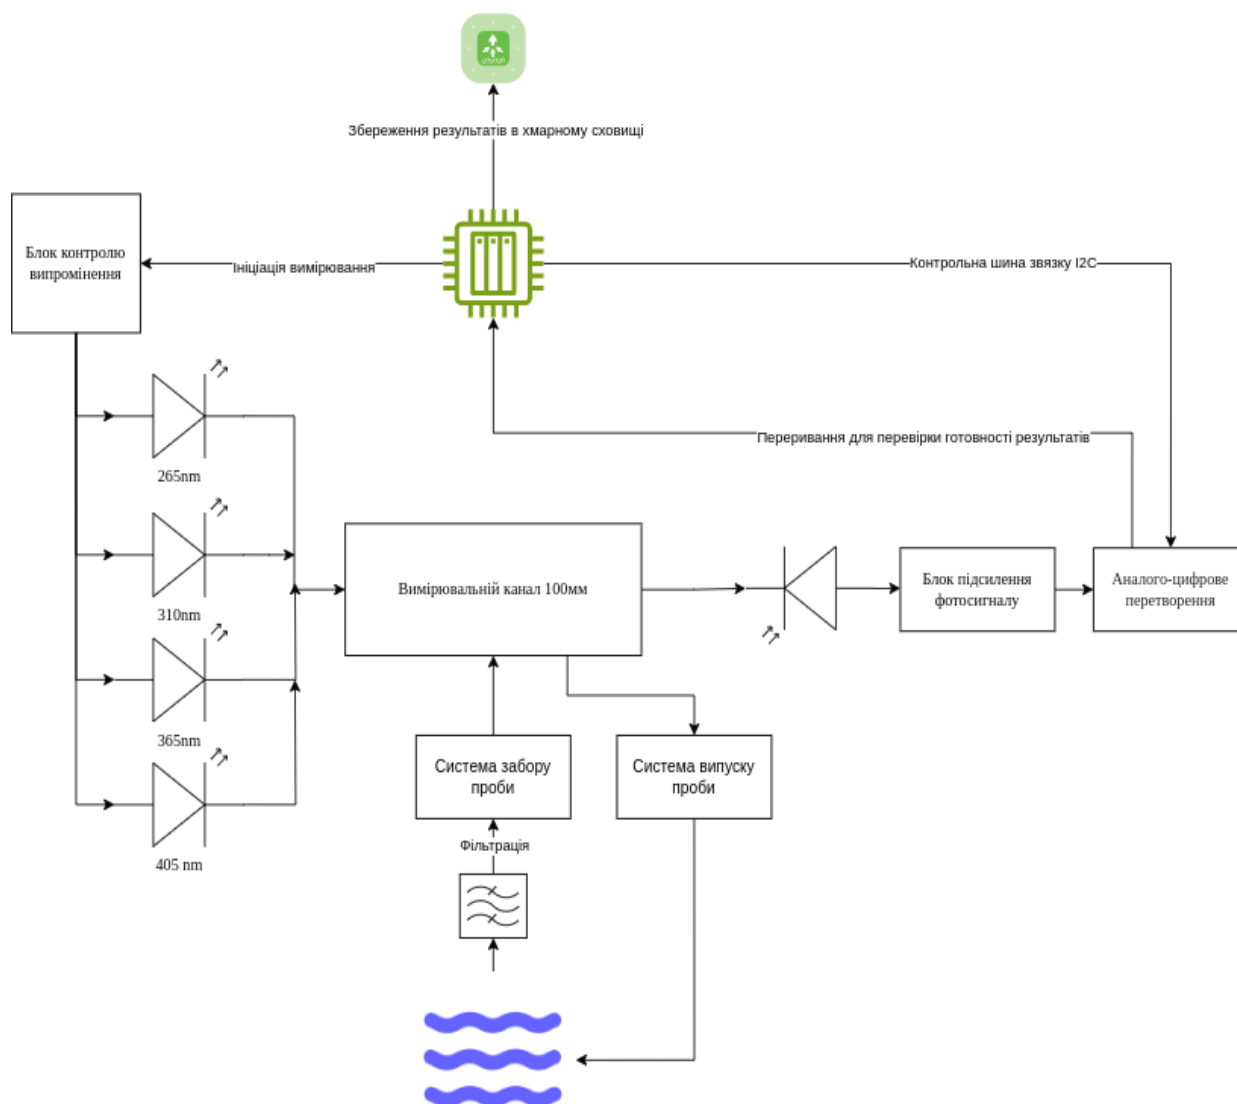 Збереження результатів в хмарному сховищі
Блок контролю
випромінення
Ініціація вимірювання
Контрольна шина звязку I2C
265nm
Переривання для перевірки готовності результатів
310nm
Вимірювальній канал 100мм
Блок підсилення
фотосигналу
Аналого-цифрове
перетворення
365nm
Система забору
проби
Система випуску
проби
405 nm
Фільтрація